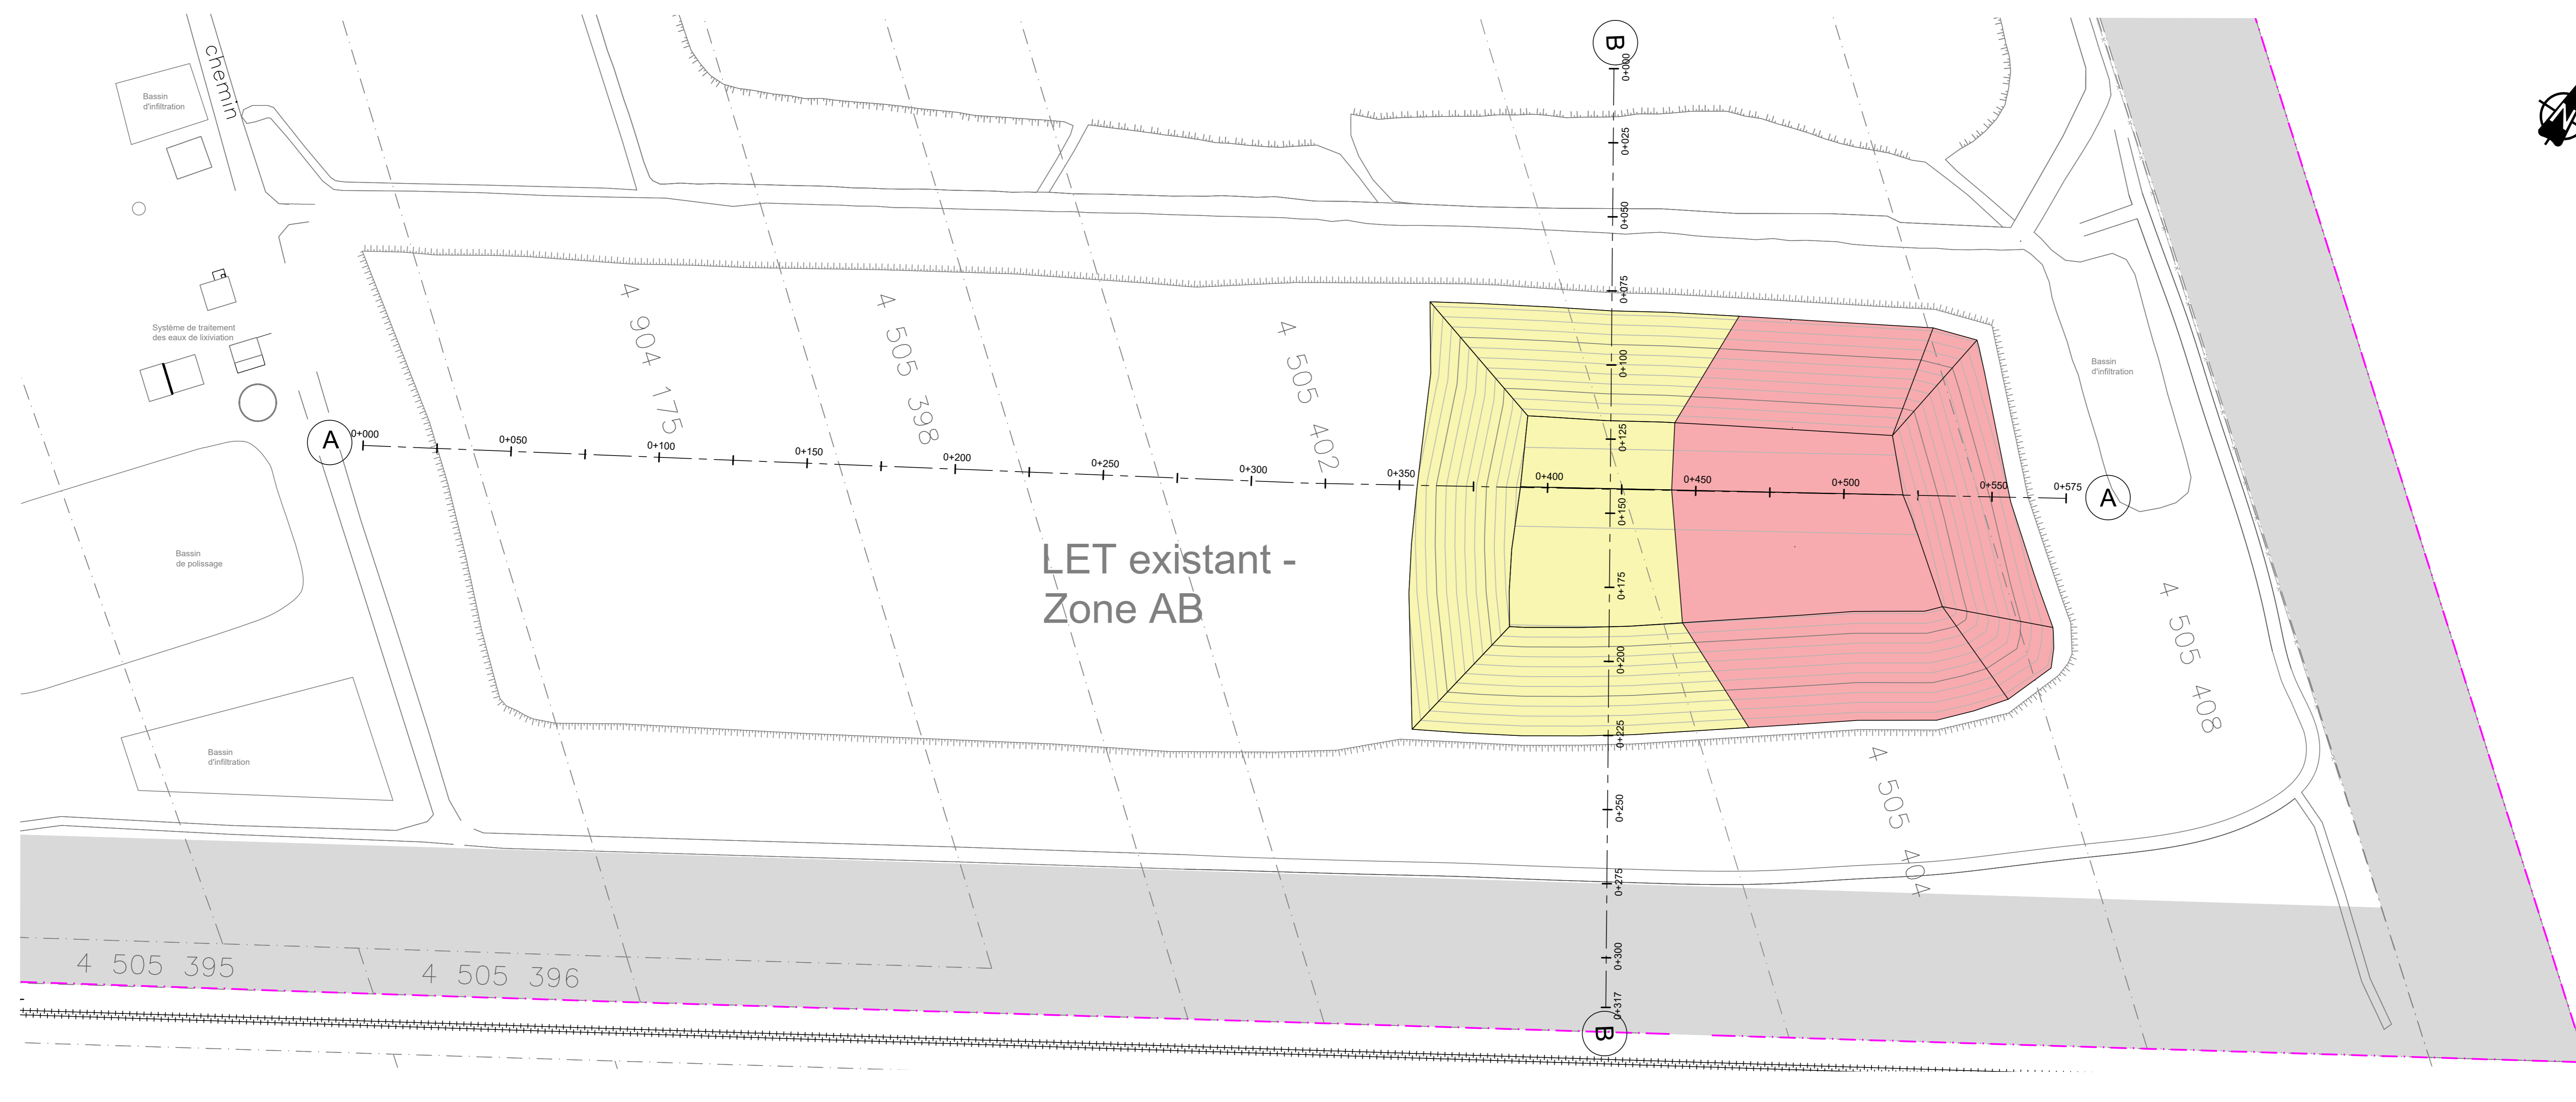 Chemin
Bassin
d'infiltration
Système de traitement
des eaux de lixiviation
Bassin
de polissage
Bassin
d'infiltration
4 904 175
4 505 398
4 505 402
A
0+000
0+050
0+100
0+150
0+200
0+250
0+300
0+350
0+400
0+450
0+500
0+550
0+575
A
B
0+000
0+025
0+050
0+075
0+100
0+125
0+150
0+175
0+200
0+225
0+250
0+275
0+300
0+317
B
LET existant -
Zone AB
Bassin
d'infiltration
4 505 408
4 505 404
4 505 395
4 505 396
N